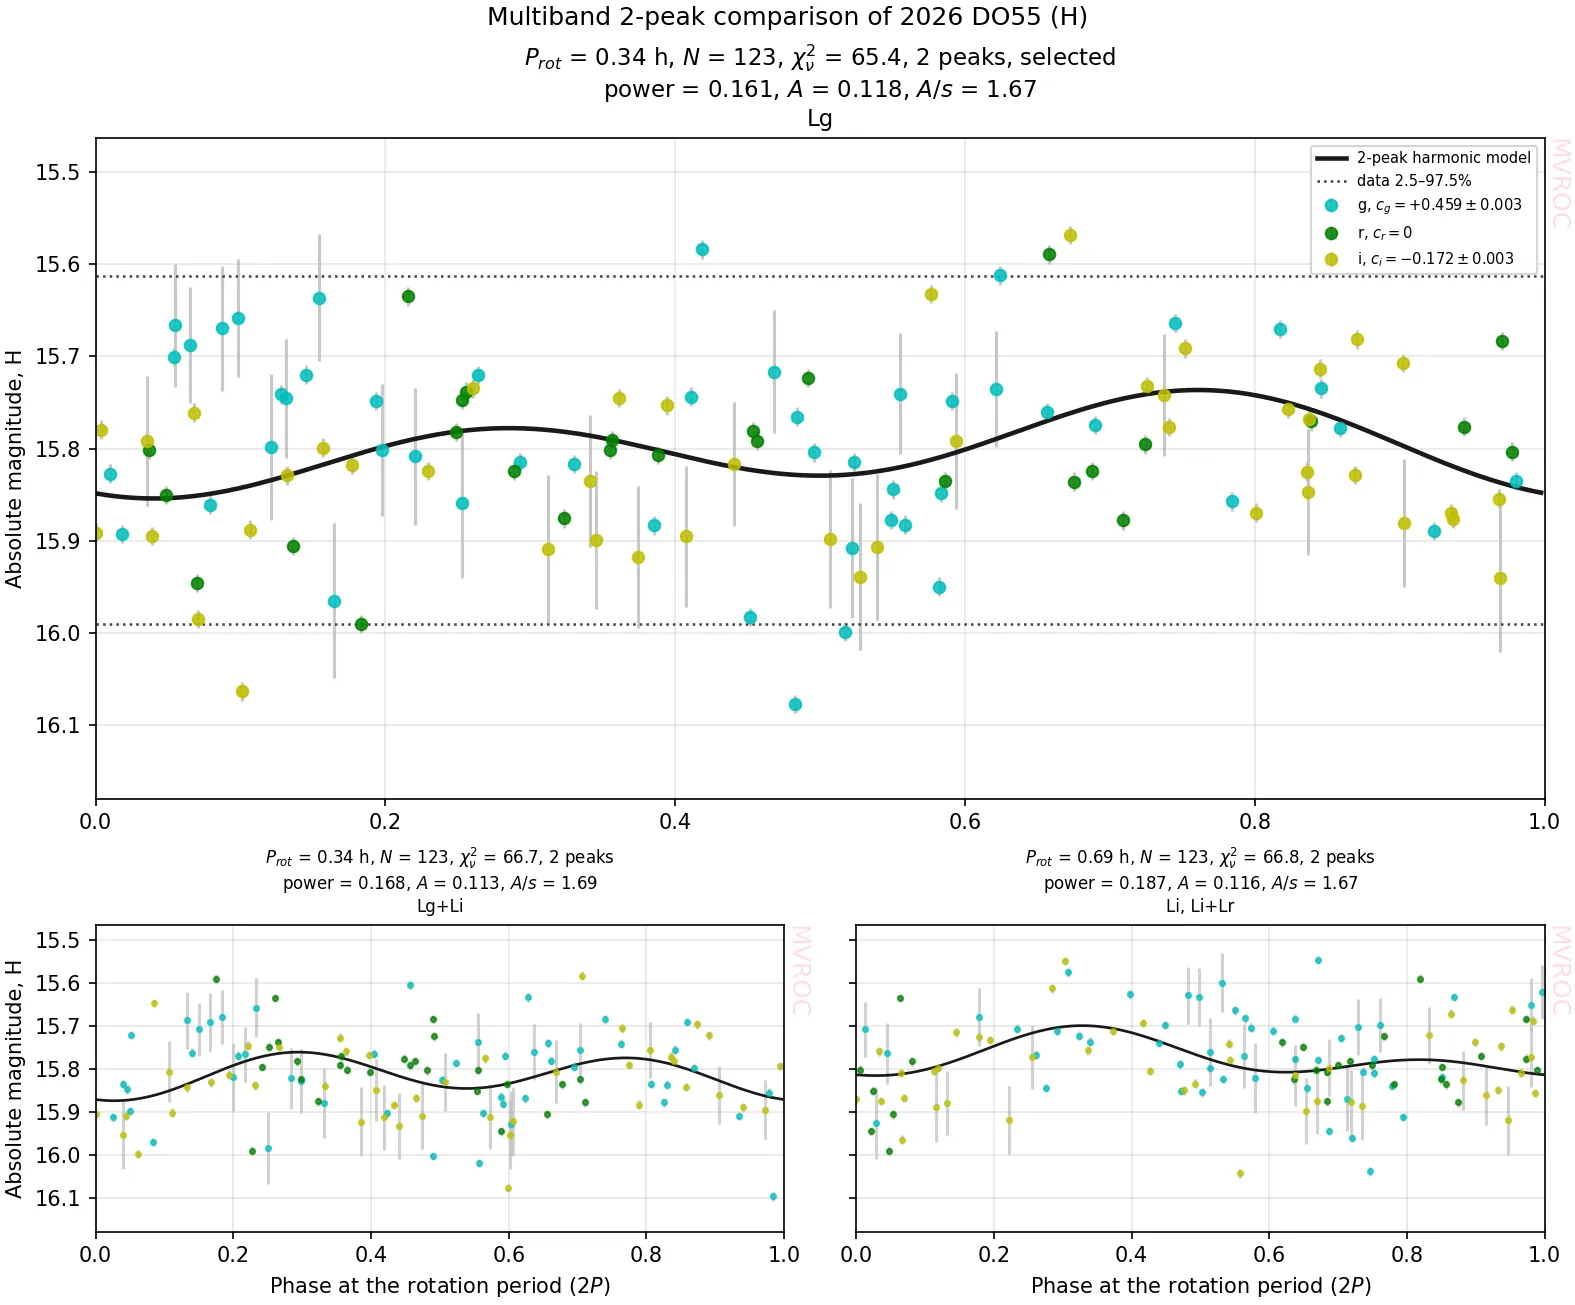 Multiband 2-peak comparison of 2026 DO55 (H)
P_rot = 0.34 h, N = 123, χ²_ν = 65.4, 2 peaks, selected
power = 0.161, A = 0.118, A/s = 1.67
Lg
15.5
15.6
15.7
15.8
15.9
16.0
16.1
Absolute magnitude, H
2-peak harmonic model
data 2.5–97.5%
g, c_g = +0.459 ± 0.003
r, c_r = 0
i, c_i = −0.172 ± 0.003
MVROC
0.0 0.2 0.4 0.6 0.8 1.0
P_rot = 0.34 h, N = 123, χ²_ν = 66.7, 2 peaks
power = 0.168, A = 0.113, A/s = 1.69
Lg+Li
15.5
15.6
15.7
15.8
15.9
16.0
16.1
Absolute magnitude, H
MVROC
0.0 0.2 0.4 0.6 0.8 1.0
Phase at the rotation period (2P)
P_rot = 0.69 h, N = 123, χ²_ν = 66.8, 2 peaks
power = 0.187, A = 0.116, A/s = 1.67
Li, Li+Lr
MVROC
0.0 0.2 0.4 0.6 0.8 1.0
Phase at the rotation period (2P)